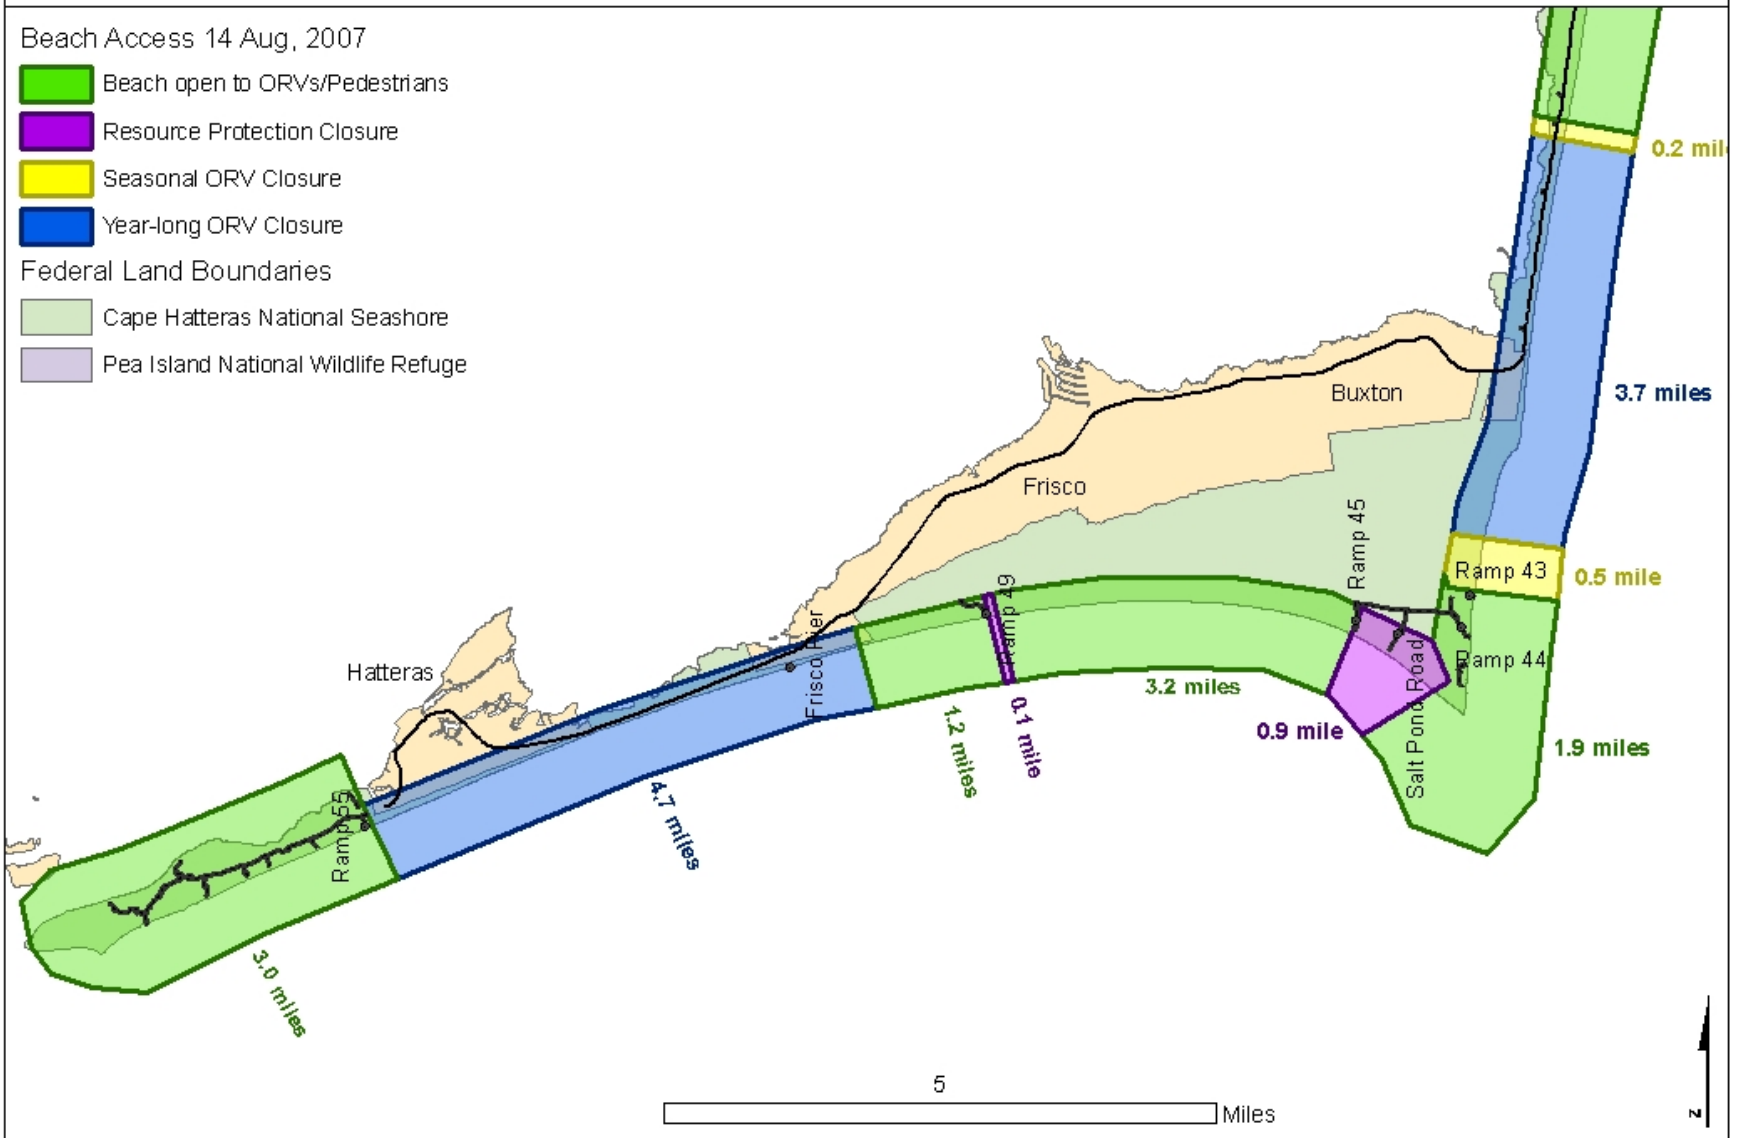 Beach Access 14 Aug, 2007
Beach open to ORVs/Pedestrians
Resource Protection Closure
Seasonal ORV Closure
Year-long ORV Closure
Federal Land Boundaries
Cape Hatteras National Seashore
Pea Island National Wildlife Refuge
0.2 mil
3.7 miles
Buxton
Frisco
Ramp 45
Ramp 43
0.5 mile
Ramp 49
Frisco Pier
Hatteras
Ramp 44
3.2 miles
0.9 mile
Salt Pond Road
1.9 miles
1.2 miles
0.1 mile
4.7 miles
Ramp 55
3.0 miles
5
Miles
z